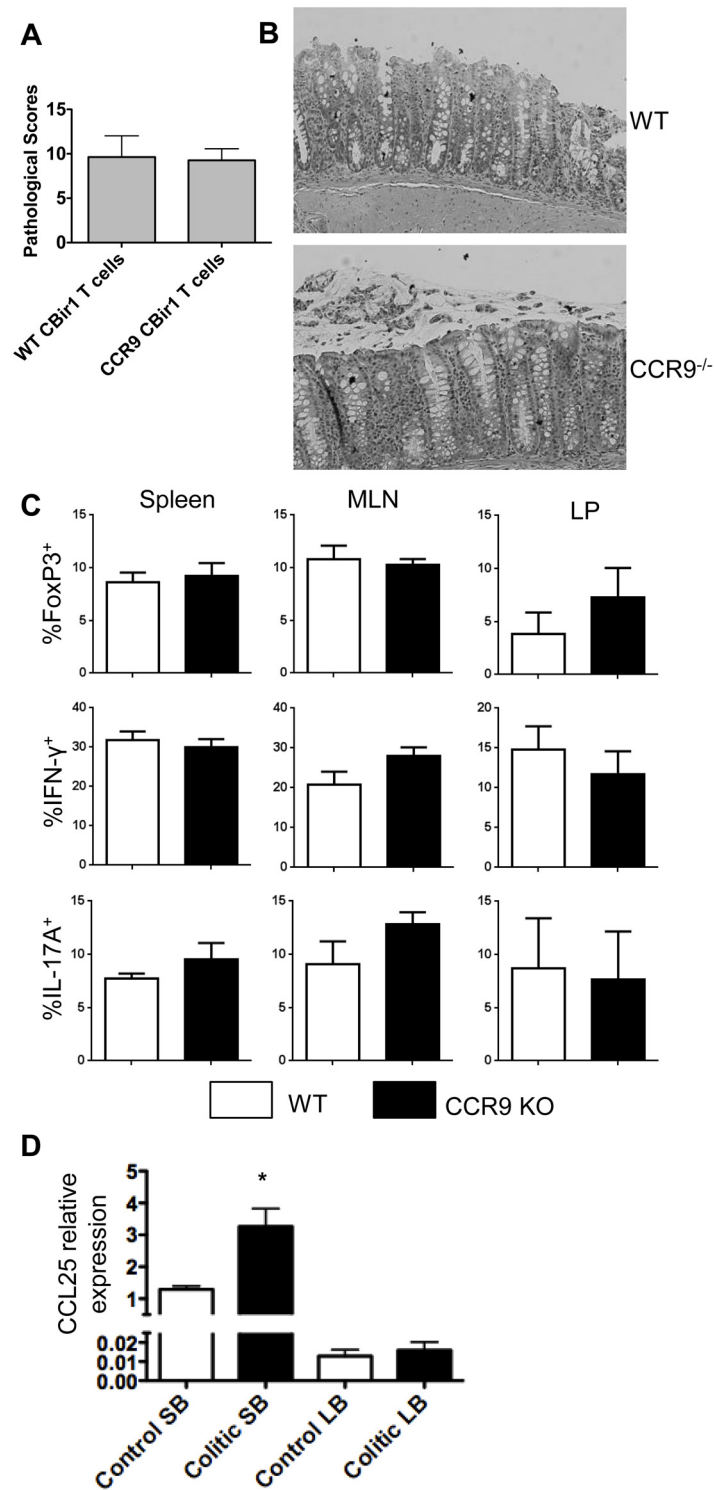 A
Pathological Scores
15
10
5
0
WT CBir1 T cells
CCR9 CBir1 T cells
B
WT
CCR9-/-
C
Spleen
MLN
LP
%FoxP3+
15
10
5
0
15
10
5
0
15
10
5
0
%IFN-γ+
40
30
20
10
0
40
30
20
10
0
20
15
10
5
0
%IL-17A+
15
10
5
0
15
10
5
0
15
10
5
0
WT
CCR9 KO
D
CCL25 relative
expression
5
4
3
2
1
0.02
0.01
0.00
*
Control SB
Colitic SB
Control LB
Colitic LB